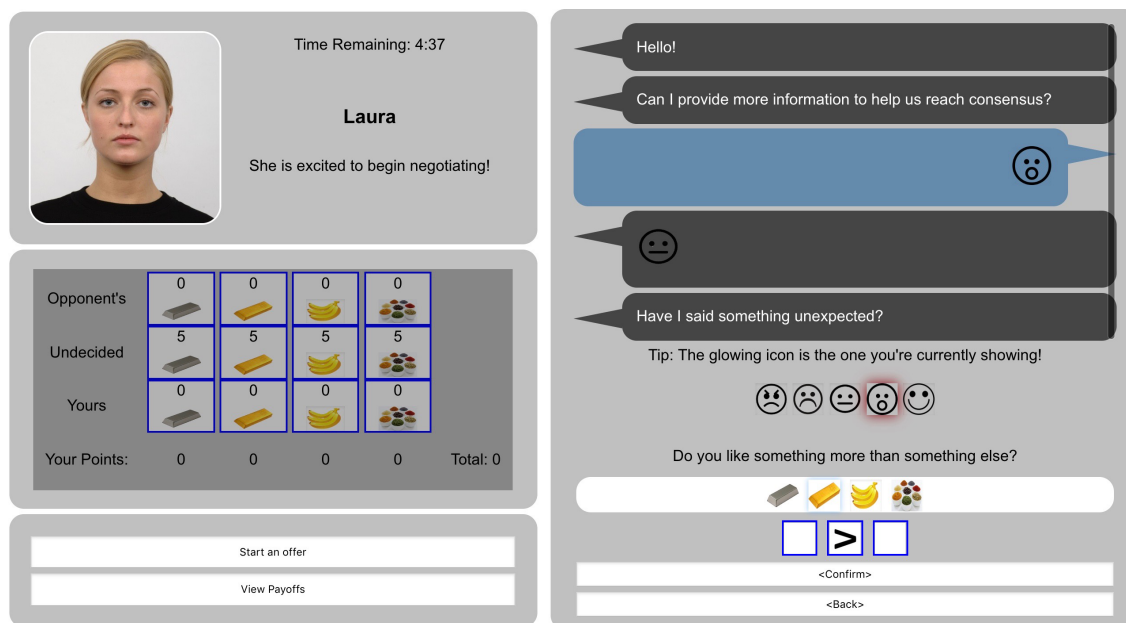 Time Remaining: 4:37
Laura
She is excited to begin negotiating!
Opponent's 0 0 0 0
Undecided 5 5 5 5
Yours 0 0 0 0
Your Points: 0 0 0 0 Total: 0
Start an offer
View Payoffs
Hello!
Can I provide more information to help us reach consensus?
Have I said something unexpected?
Tip: The glowing icon is the one you're currently showing!
Do you like something more than something else?
>
<Confirm>
<Back>